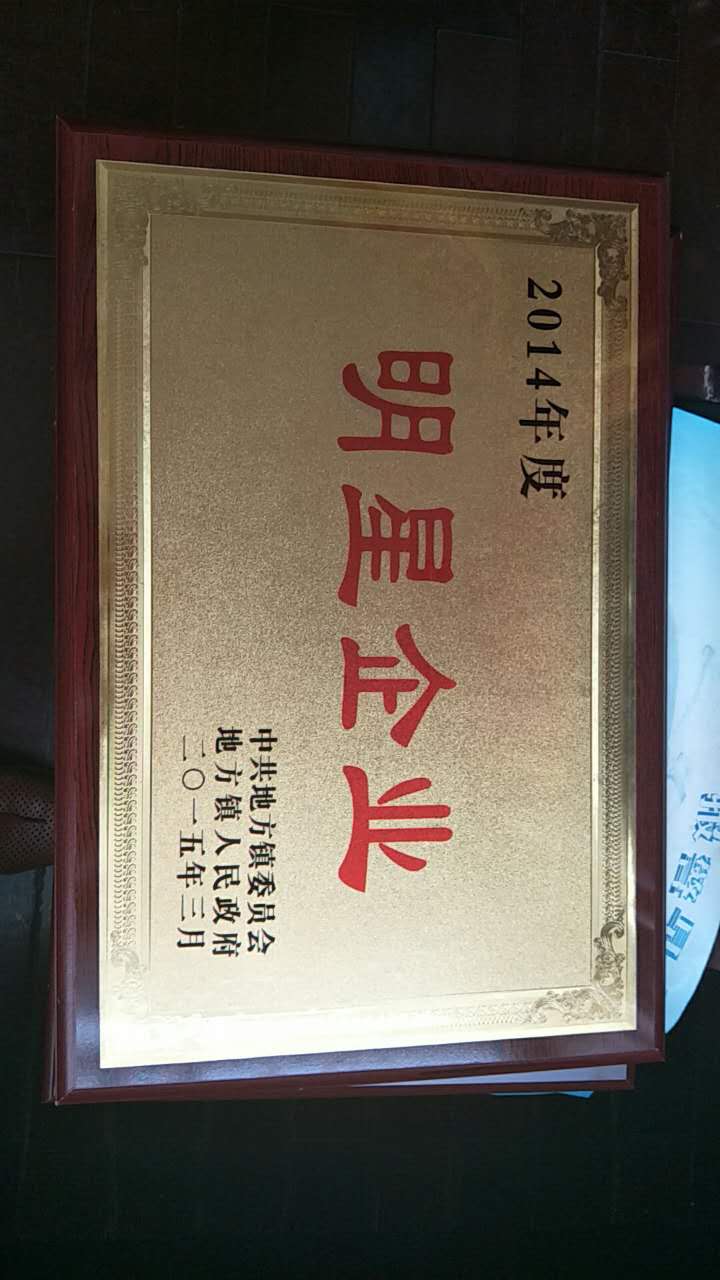 2014年度
明星企业
中共地方镇委员会
地方镇人民政府
二〇一五年三月